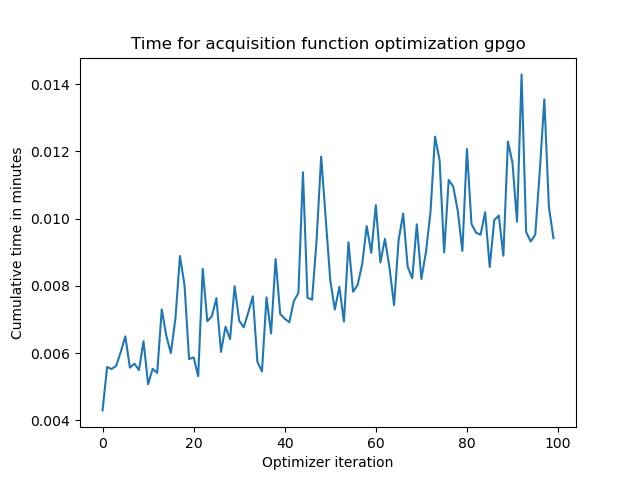 Time for acquisition function optimization gpgo
0.014
0.012
0.010
0.008
0.006
0.004
Cumulative time in minutes
0 20 40 60 80 100
Optimizer iteration